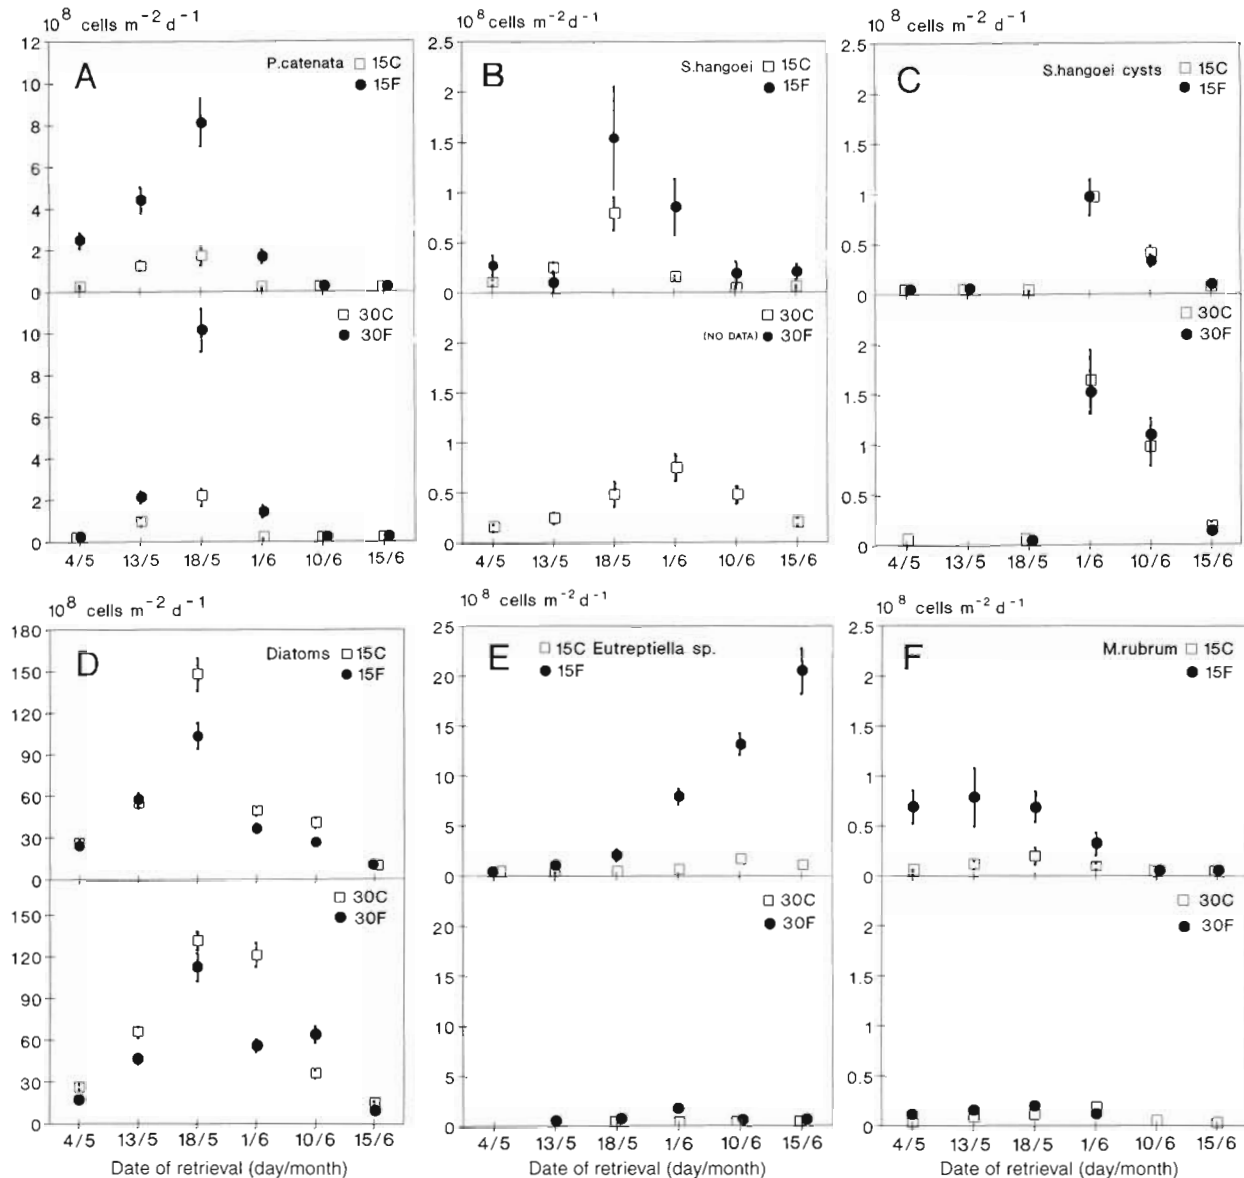 10⁸ cells m⁻² d⁻¹
A
P.catenata □ 15C
● 15F
12
10
8
6
4
2
0
□ 30C
● 30F
10
8
6
4
2
0
4/5 13/5 18/5 1/6 10/6 15/6
10⁸ cells m⁻² d⁻¹
B
S.hangoei □ 15C
● 15F
2.5
2
1.5
1
0.5
0
□ 30C
(NO DATA) ● 30F
2
1.5
1
0.5
0
4/5 13/5 18/5 1/6 10/6 15/6
10⁸ cells m⁻² d⁻¹
C
S.hangoei cysts □ 15C
● 15F
2.5
2
1.5
1
0.5
0
□ 30C
● 30F
2
1.5
1
0.5
0
4/5 13/5 18/5 1/6 10/6 15/6
10⁸ cells m⁻² d⁻¹
D
Diatoms □ 15C
● 15F
180
150
120
90
60
30
0
□ 30C
● 30F
150
120
90
60
30
0
4/5 13/5 18/5 1/6 10/6 15/6
Date of retrieval (day/month)
10⁸ cells m⁻² d⁻¹
E
□ 15C Eutreptiella sp.
● 15F
25
20
15
10
5
0
□ 30C
● 30F
20
15
10
5
0
4/5 13/5 18/5 1/6 10/6 15/6
Date of retrieval (day/month)
10⁸ cells m⁻² d⁻¹
F
M.rubrum □ 15C
● 15F
2.5
2
1.5
1
0.5
0
□ 30C
● 30F
2
1.5
1
0.5
0
4/5 13/5 18/5 1/6 10/6 15/6
Date of retrieval (day/month)